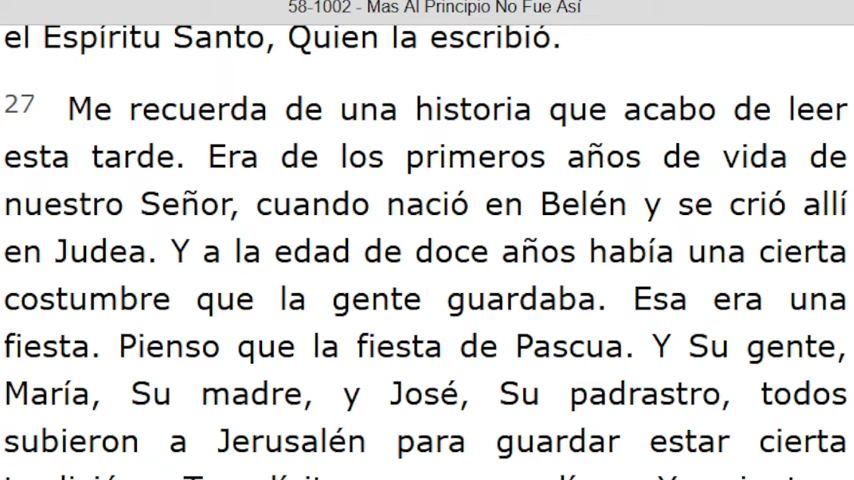 58-1002 - Mas Al Principio No Fue Así
el Espíritu Santo, Quien la escribió.
27 Me recuerda de una historia que acabo de leer
esta tarde. Era de los primeros años de vida de
nuestro Señor, cuando nació en Belén y se crió allí
en Judea. Y a la edad de doce años había una cierta
costumbre que la gente guardaba. Esa era una
fiesta. Pienso que la fiesta de Pascua. Y Su gente,
María, Su madre, y José, Su padrastro, todos
subieron a Jerusalén para guardar estar cierta